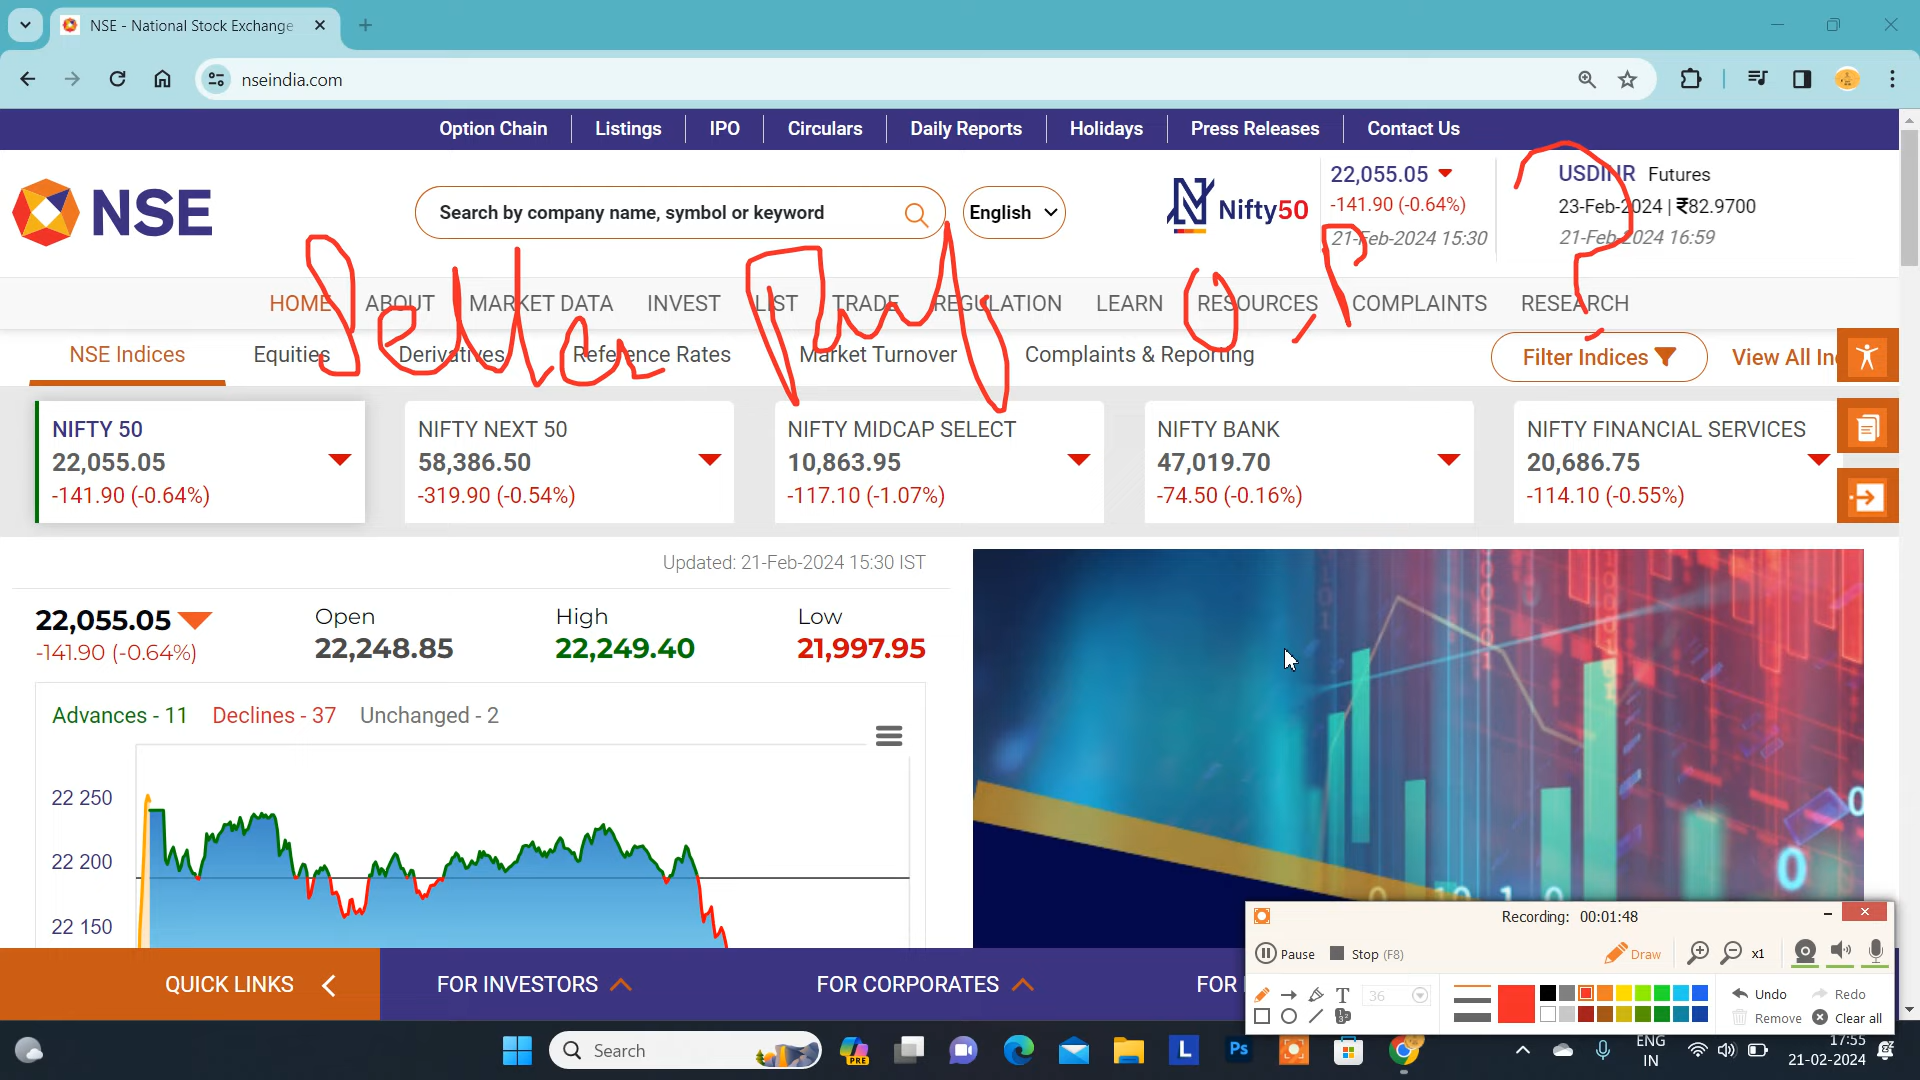 NSE - National Stock Exchange
nseindia.com
Option Chain Listings IPO Circulars Daily Reports Holidays Press Releases Contact Us
NSE
Search by company name, symbol or keyword
English
Nifty50
22,055.05
-141.90 (-0.64%)
21-Feb-2024 15:30
USDINR Futures
23-Feb-2024 | ₹82.9700
21-Feb-2024 16:59
HOME ABOUT MARKET DATA INVEST LIST TRADE REGULATION LEARN RESOURCES COMPLAINTS RESEARCH
NSE Indices Equities Derivatives Reference Rates Market Turnover Complaints & Reporting Filter Indices View All In
NIFTY 50
22,055.05
-141.90 (-0.64%)
NIFTY NEXT 50
58,386.50
-319.90 (-0.54%)
NIFTY MIDCAP SELECT
10,863.95
-117.10 (-1.07%)
NIFTY BANK
47,019.70
-74.50 (-0.16%)
NIFTY FINANCIAL SERVICES
20,686.75
-114.10 (-0.55%)
Updated: 21-Feb-2024 15:30 IST
22,055.05
-141.90 (-0.64%)
Open
22,248.85
High
22,249.40
Low
21,997.95
Advances - 11 Declines - 37 Unchanged - 2
22 250
22 200
22 150
QUICK LINKS FOR INVESTORS FOR CORPORATES FOR
Recording: 00:01:48
Pause Stop (F8) Draw x1
T 36 Undo Redo
Remove Clear all
Search
PRE
L
Ps
ENG
IN
17:55
21-02-2024